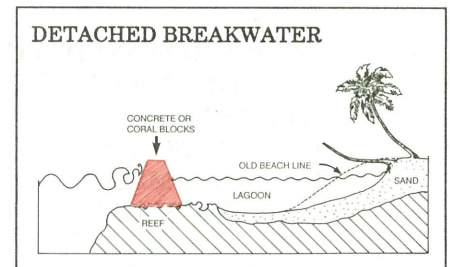 DETACHED BREAKWATER
CONCRETE OR
CORAL BLOCKS
OLD BEACH LINE
SAND
LAGOON
REEF